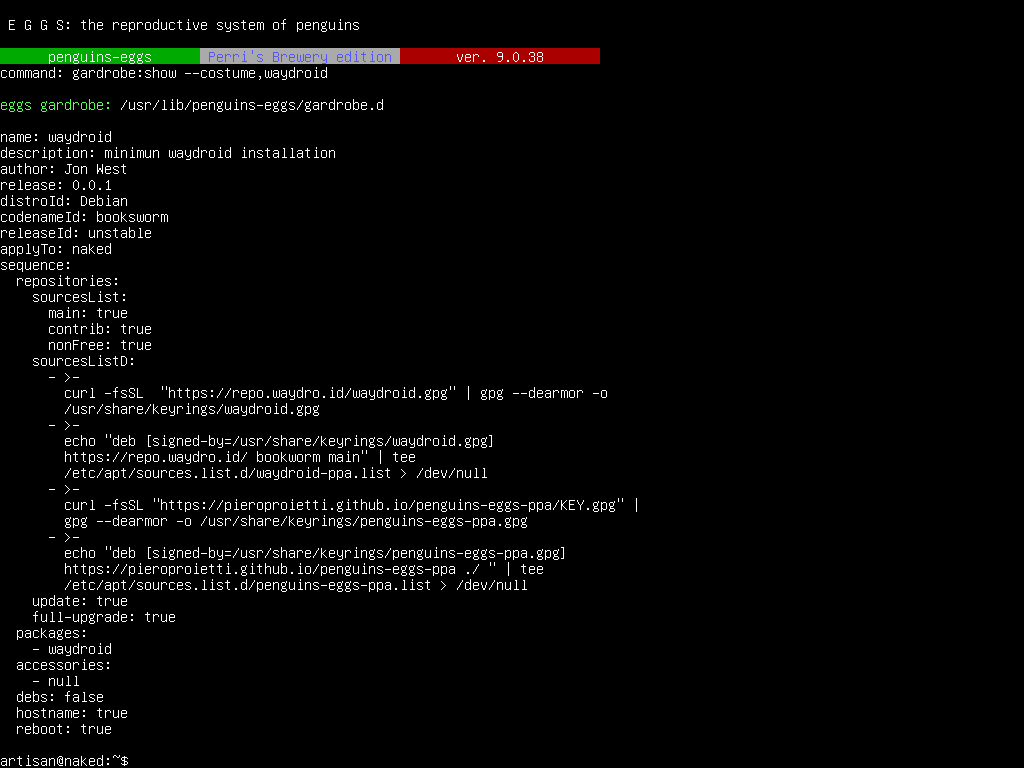 E G G S: the reproductive system of penguins
penguins-eggs Perri's Brewery edition ver. 9.0.38
command: gardrobe:show --costume,waydroid
eggs gardrobe: /usr/lib/penguins-eggs/gardrobe.d
name: waydroid
description: minimun waydroid installation
author: Jon West
release: 0.0.1
distroId: Debian
codenameId: booksworm
releaseId: unstable
applyTo: naked
sequence:
  repositories:
    sourcesList:
      main: true
      contrib: true
      nonFree: true
    sourcesListD:
      - >-
        curl -fsSL  "https://repo.waydro.id/waydroid.gpg" | gpg --dearmor -o
        /usr/share/keyrings/waydroid.gpg
      - >-
        echo "deb [signed-by=/usr/share/keyrings/waydroid.gpg]
        https://repo.waydro.id/ bookworm main" | tee
        /etc/apt/sources.list.d/waydroid-ppa.list > /dev/null
      - >-
        curl -fsSL "https://pieroproietti.github.io/penguins-eggs-ppa/KEY.gpg" |
        gpg --dearmor -o /usr/share/keyrings/penguins-eggs-ppa.gpg
      - >-
        echo "deb [signed-by=/usr/share/keyrings/penguins-eggs-ppa.gpg]
        https://pieroproietti.github.io/penguins-eggs-ppa ./ " | tee
        /etc/apt/sources.list.d/penguins-eggs-ppa.list > /dev/null
    update: true
    full-upgrade: true
  packages:
    - waydroid
  accessories:
    - null
  debs: false
  hostname: true
  reboot: true
artisan@naked:~$